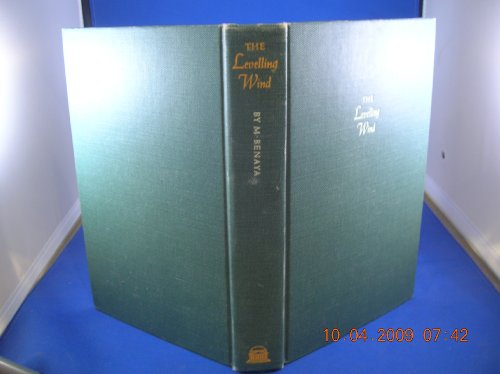 THE
Levelling
Wind
BY M·BENAYA
THE
Levelling
Wind
10.04.2009 07:42